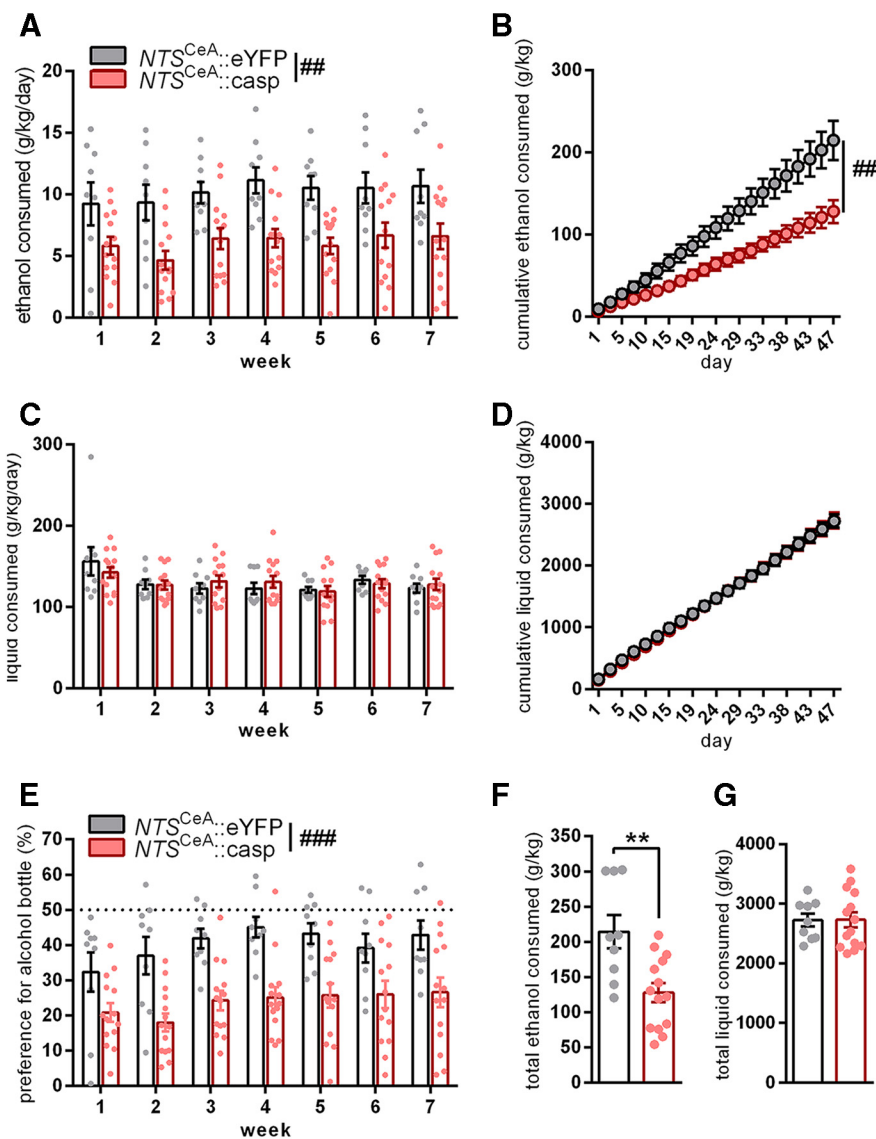 A
NTS^CeA::eYFP
NTS^CeA::casp
##
ethanol consumed (g/kg/day)
20
15
10
5
0
1 2 3 4 5 6 7
week
B
cumulative ethanol consumed (g/kg)
300
200
100
0
##
1 5 10 15 19 24 29 33 38 43 47
day
C
liquid consumed (g/kg/day)
300
200
100
0
1 2 3 4 5 6 7
week
D
cumulative liquid consumed (g/kg)
4000
3000
2000
1000
0
1 5 10 15 19 24 29 33 38 43 47
day
E
NTS^CeA::eYFP
NTS^CeA::casp
###
preference for alcohol bottle (%)
70
60
50
40
30
20
10
0
1 2 3 4 5 6 7
week
F
total ethanol consumed (g/kg)
350
300
250
200
150
100
50
0
**
G
total liquid consumed (g/kg)
4000
3000
2000
1000
0